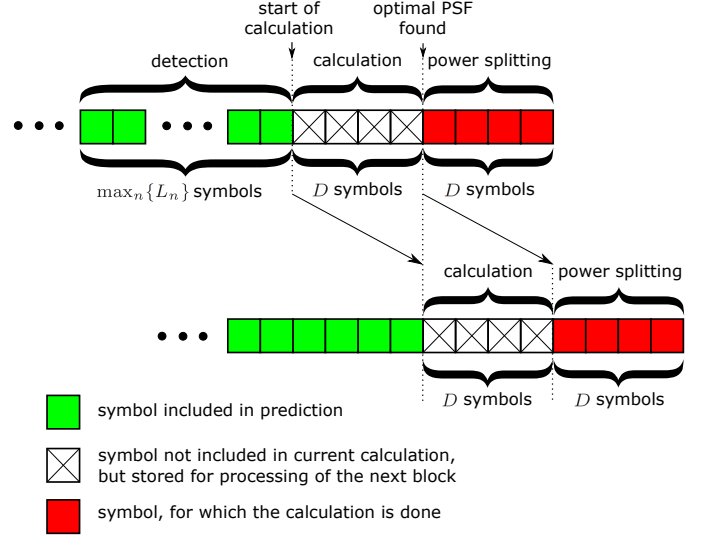 start of
calculation
optimal PSF
found
detection
calculation
power splitting
max_n{L_n} symbols
D symbols
D symbols
calculation
power splitting
D symbols
D symbols
symbol included in prediction
symbol not included in current calculation,
but stored for processing of the next block
symbol, for which the calculation is done